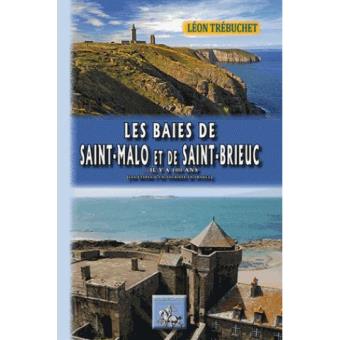 LÉON TRÉBUCHET
LES BAIES DE
SAINT-MALO ET DE SAINT-BRIEUC
IL Y A 100 ANS